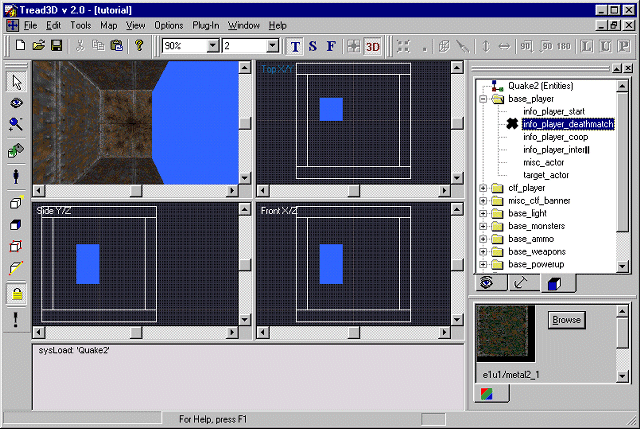 Tread3D v 2.0 - [tutorial]
File Edit Tools Map View Options Plug-In Window Help
90% 2 T S F 3D 90 180 L U P
Top X/Y
Side Y/Z
Front X/Z
Quake2 (Entities)
base_player
info_player_start
info_player_deathmatch
info_player_coop
misc_actor
target_actor
ctf_player
misc_ctf_banner
base_light
base_monsters
base_ammo
base_weapons
base_powerup
Browse
e1u1/metal2_1
sysLoad: 'Quake2'
For Help, press F1